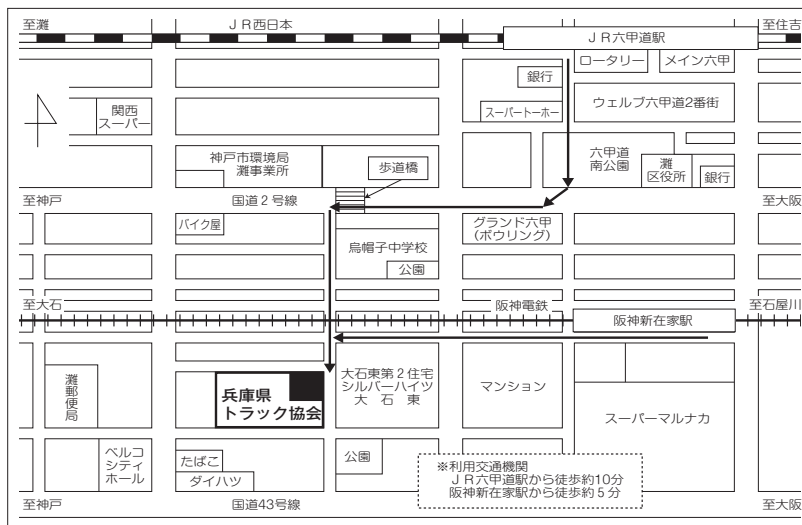 至灘
ＪＲ西日本
至住吉
ＪＲ六甲道駅
ロータリー
メイン六甲
銀行
関西
スーパー
スーパートーホー
ウェルブ六甲道2番街
神戸市環境局
灘事業所
歩道橋
六甲道
南公園
灘
区役所
銀行
至神戸
国道２号線
至大阪
バイク屋
グランド六甲
(ボウリング)
烏帽子中学校
公園
至大石
阪神電鉄
至石屋川
阪神新在家駅
灘郵便局
兵庫県
トラック協会
大石東第２住宅
シルバーハイツ
大石東
マンション
スーパーマルナカ
ベルコ
シティ
ホール
たばこ
ダイハツ
公園
※利用交通機関
ＪＲ六甲道駅から徒歩約10分
阪神新在家駅から徒歩約５分
至神戸
国道43号線
至大阪